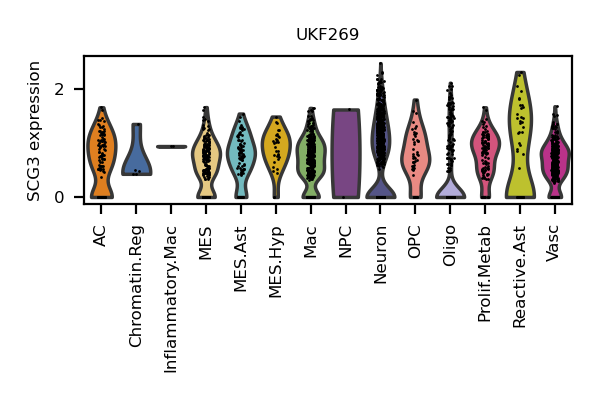 UKF269
SCG3 expression
2
0
AC
Chromatin.Reg
Inflammatory.Mac
MES
MES.Ast
MES.Hyp
Mac
NPC
Neuron
OPC
Oligo
Prolif.Metab
Reactive.Ast
Vasc